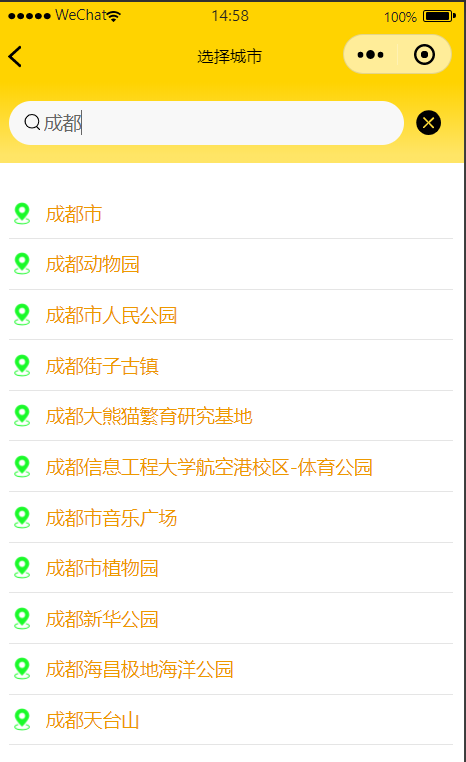 WeChat 14:58 100%
选择城市
成都
成都市
成都动物园
成都市人民公园
成都街子古镇
成都大熊猫繁育研究基地
成都信息工程大学航空港校区-体育公园
成都市音乐广场
成都市植物园
成都新华公园
成都海昌极地海洋公园
成都天台山